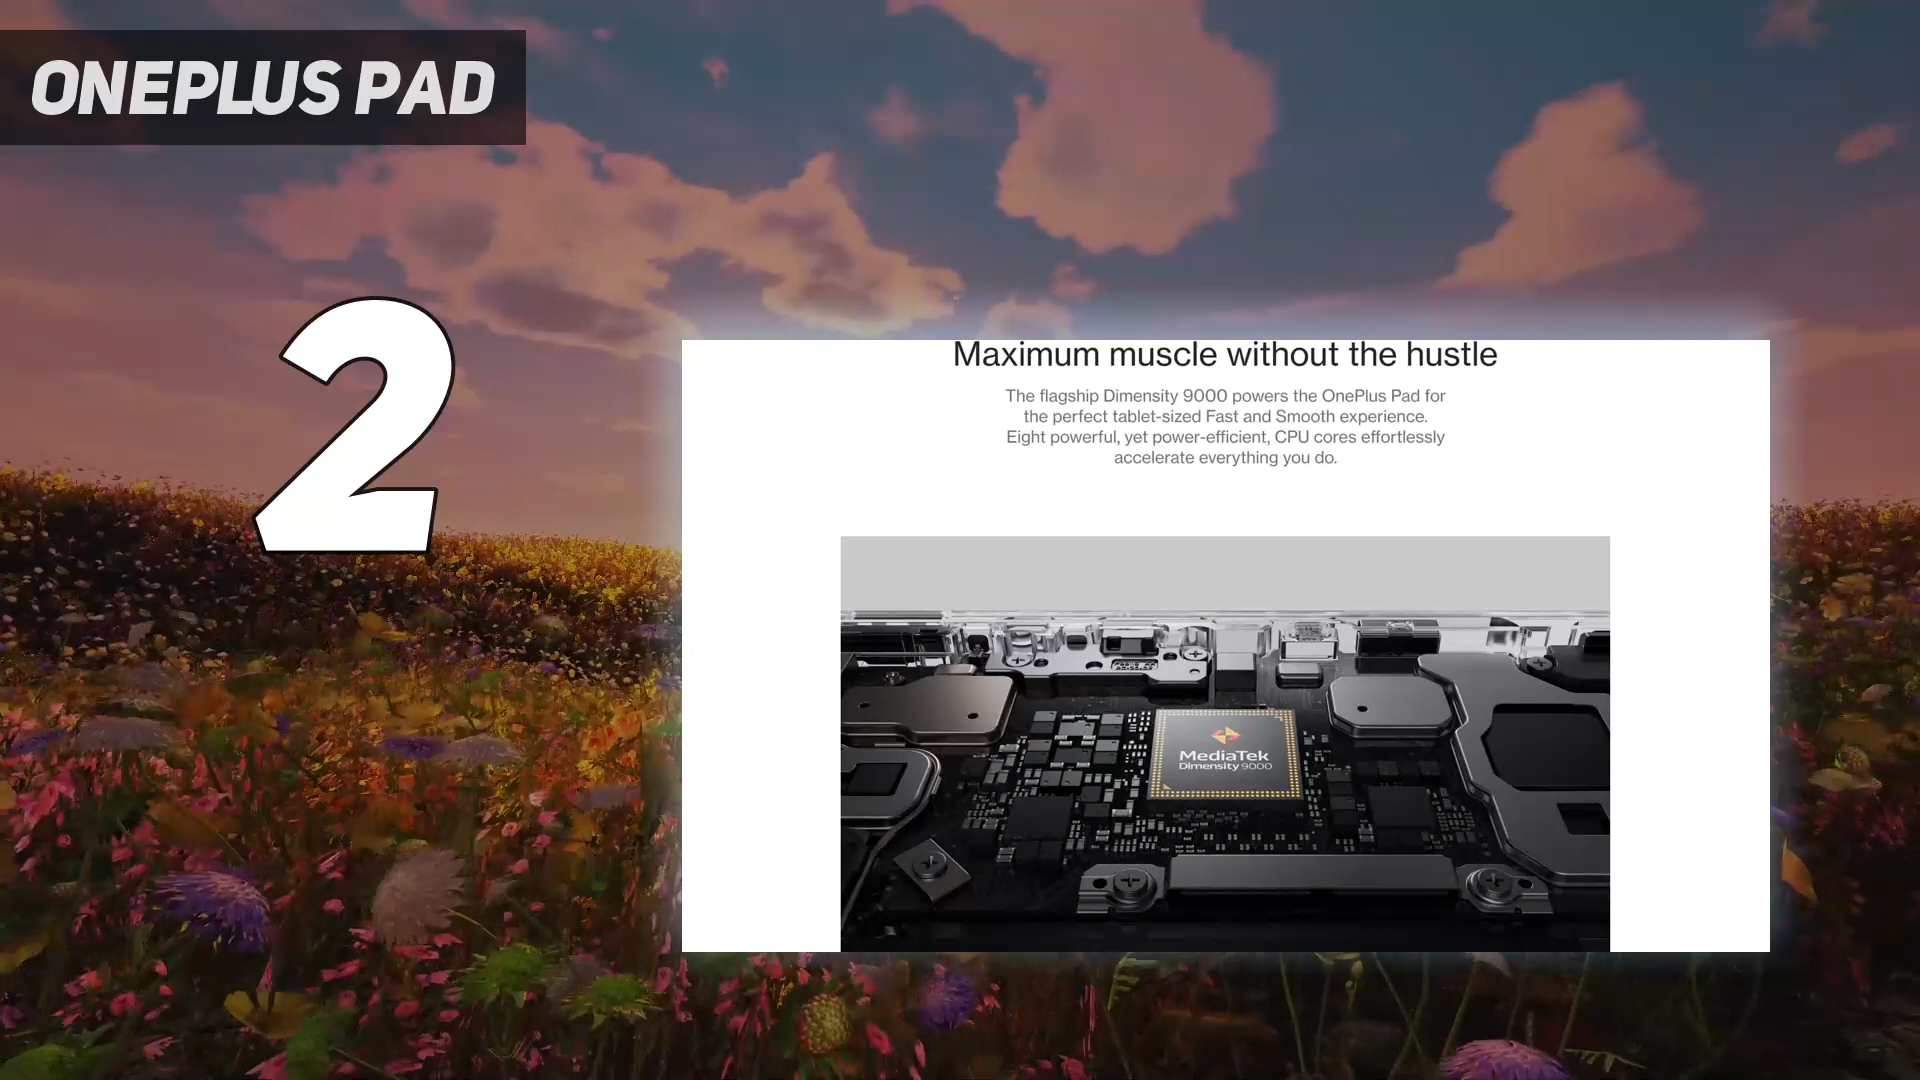 ONEPLUS PAD
2
Maximum muscle without the hustle
The flagship Dimensity 9000 powers the OnePlus Pad for
the perfect tablet-sized Fast and Smooth experience.
Eight powerful, yet power-efficient, CPU cores effortlessly
accelerate everything you do.
MediaTek
Dimensity 9000